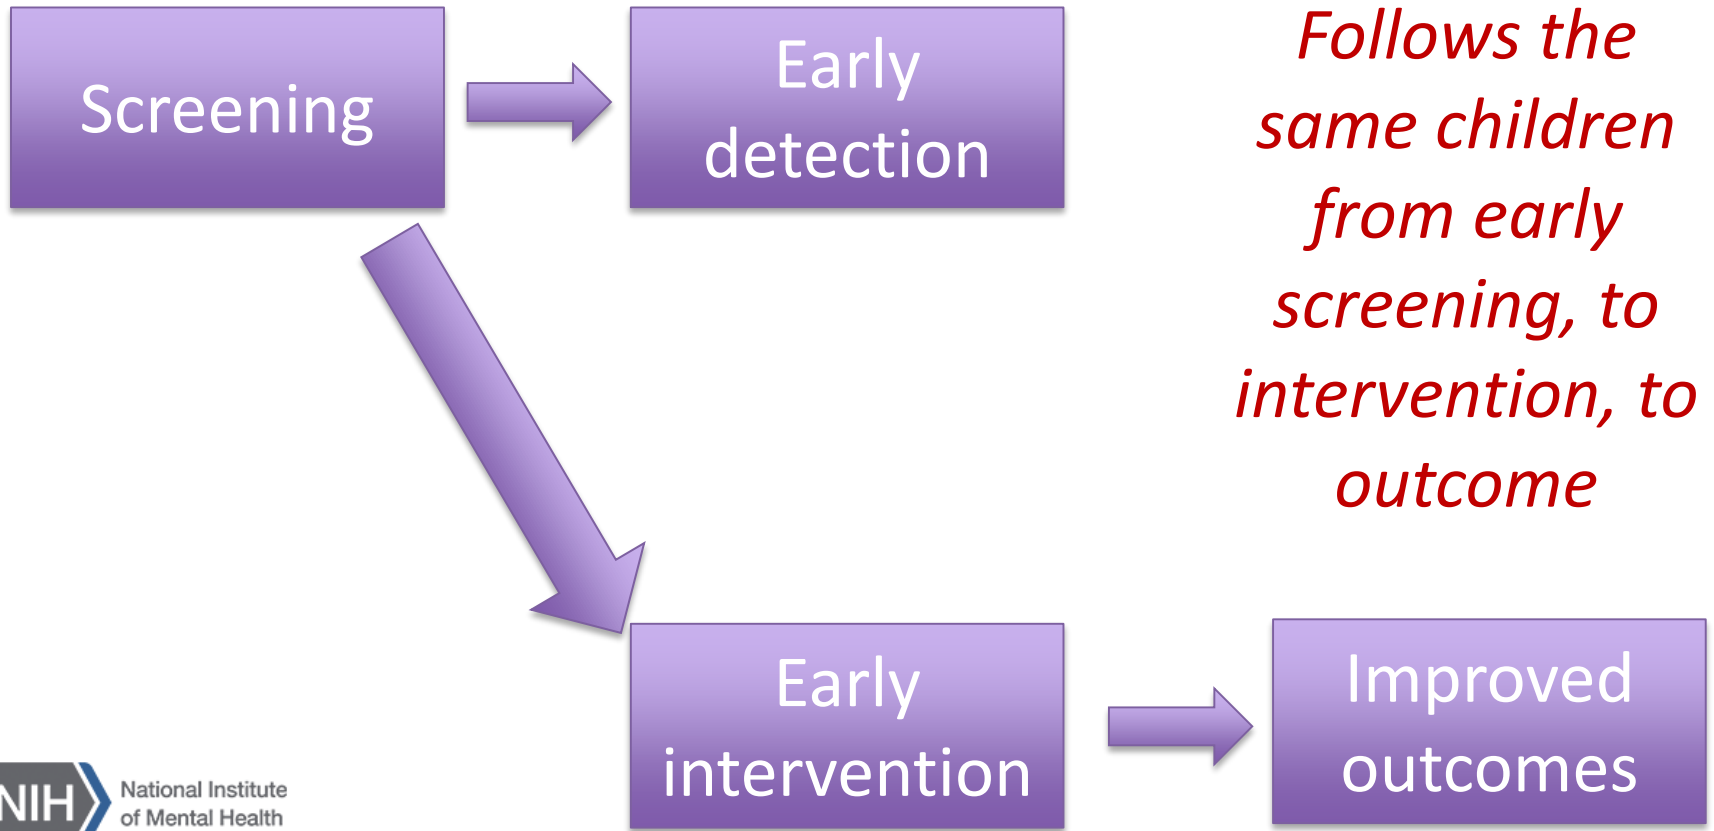 Screening
Early
detection
Follows the
same children
from early
screening, to
intervention, to
outcome
Early
intervention
Improved
outcomes
NIH
National Institute
of Mental Health